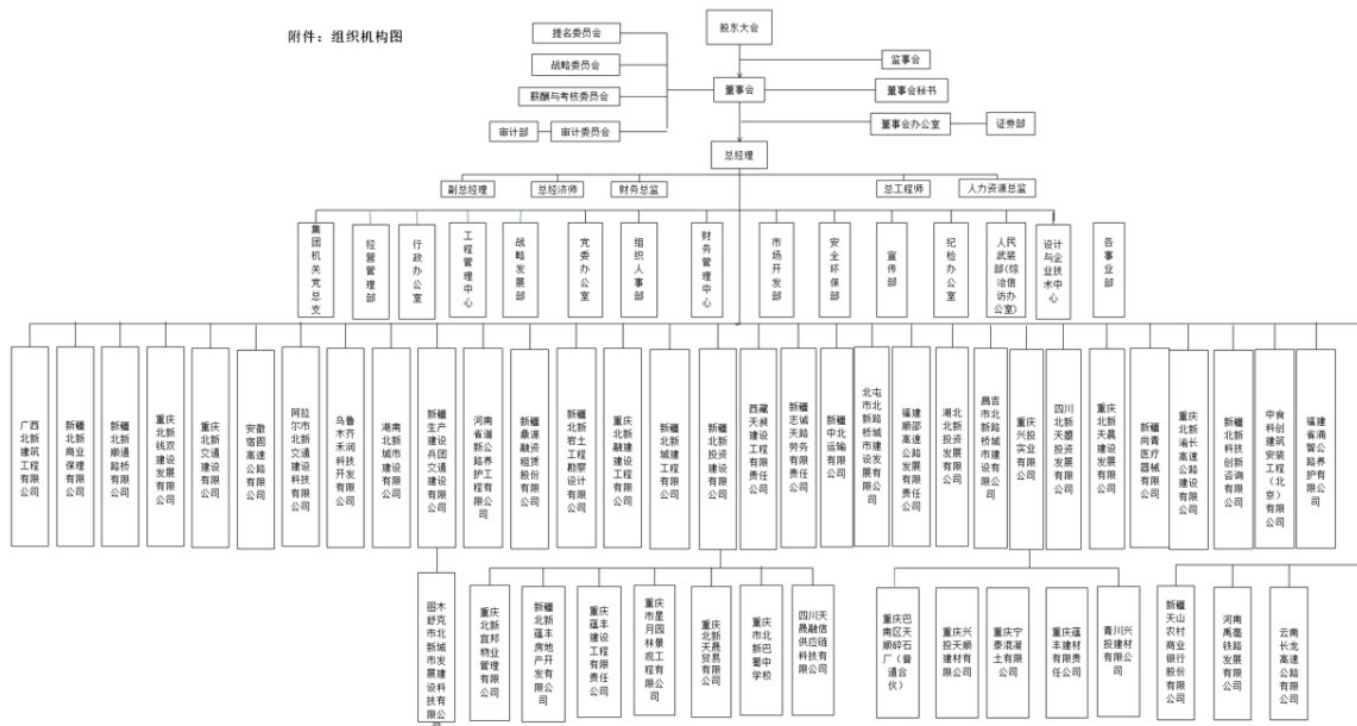 附件：组织机构图
股东大会
提名委员会
监事会
战略委员会
董事会
董事会秘书
薪酬与考核委员会
审计部
审计委员会
董事会办公室
证券部
总经理
副总经理
总经济师
财务总监
总工程师
人力资源总监
集团机关党总支
经营管理部
行政办公室
工程管理中心
战略发展部
党委办公室
组织人事部
财务管理中心
市场开发部
安全环保部
宣传部
纪检办公室
人民武装部(综治信访办公室)
设计与企业技术中心
各事业部
广西北新建筑工程有限公司
新疆北新商业保理有限公司
新疆北新顺通路桥有限公司
重庆北新钱双建设发展有限公司
重庆北新交通建设有限公司
安徽宿固高速公路有限公司
阿拉尔市北新交通建设科技有限公司
乌鲁木齐禾润科技开发有限公司
湖南北新城市建设有限公司
新疆生产建设兵团交通建设有限公司
河南省道新公路养护工程有限公司
新疆鼎源融资租赁股份有限公司
新疆北新岩土工程勘察设计有限公司
重庆北新融建建设工程有限公司
新疆北新城建工程有限公司
新疆北新投资建设有限公司
西藏天昶建设工程有限责任公司
新疆志诚天路劳务有限责任公司
新疆中北运输有限公司
北屯市北新路桥城市建设发展有限公司
福建顺邵高速公路发展有限责任公司
湖北北新投资发展有限公司
昌吉市北新路桥城市建设有限公司
重庆兴投实业有限公司
四川北新天曌投资发展有限公司
重庆北新天晨建设发展有限公司
新疆尚青医疗器械有限公司
重庆北新渝长高速公路建设有限公司
新疆北新科技创新咨询有限公司
中食科创建筑安装工程（北京）有限公司
福建省智路公路养护有限公司
图木舒克市北新城市发展建设科技有限公司
重庆北新宜邦物业管理有限公司
新疆北新蕴丰房地产开发有限公司
重庆蕴丰建设工程有限责任公司
重庆市星月园林景观工程有限公司
重庆北新天晟贸易有限公司
重庆市北新巴蜀中学校
四川天晟融信供应链科技有限公司
重庆巴南区天顺碎石厂（普通合伙）
重庆兴投天顺建材有限公司
重庆宁泰混凝土有限公司
重庆蕴丰建材有限责任公司
青川兴投建材有限公司
新疆天山农村商业银行股份有限公司
河南禹亳铁路发展有限公司
云南长龙高速公路有限公司